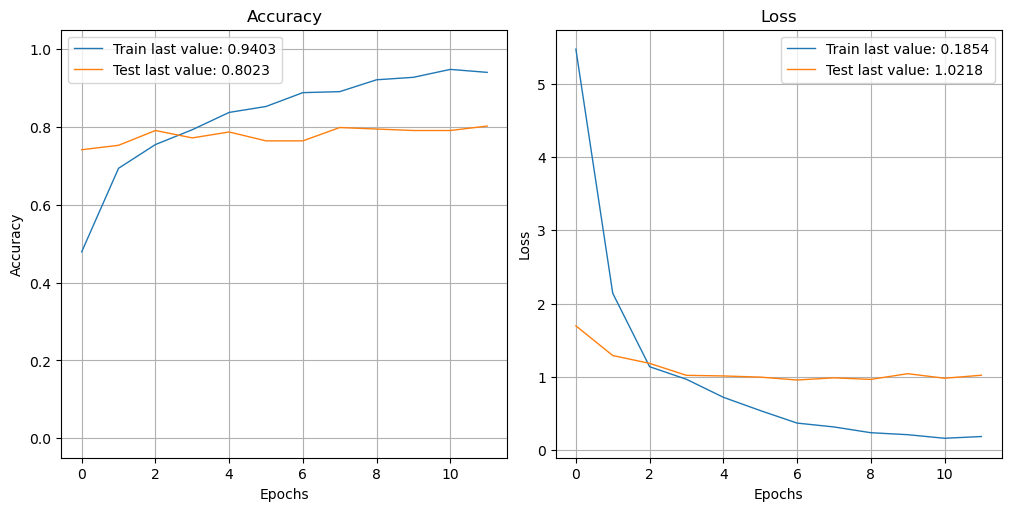 Accuracy
Train last value: 0.9403
Test last value: 0.8023
1.0
0.8
0.6
0.4
0.2
0.0
Accuracy
0 2 4 6 8 10
Epochs
Loss
Train last value: 0.1854
Test last value: 1.0218
5
4
3
2
1
0
Loss
0 2 4 6 8 10
Epochs